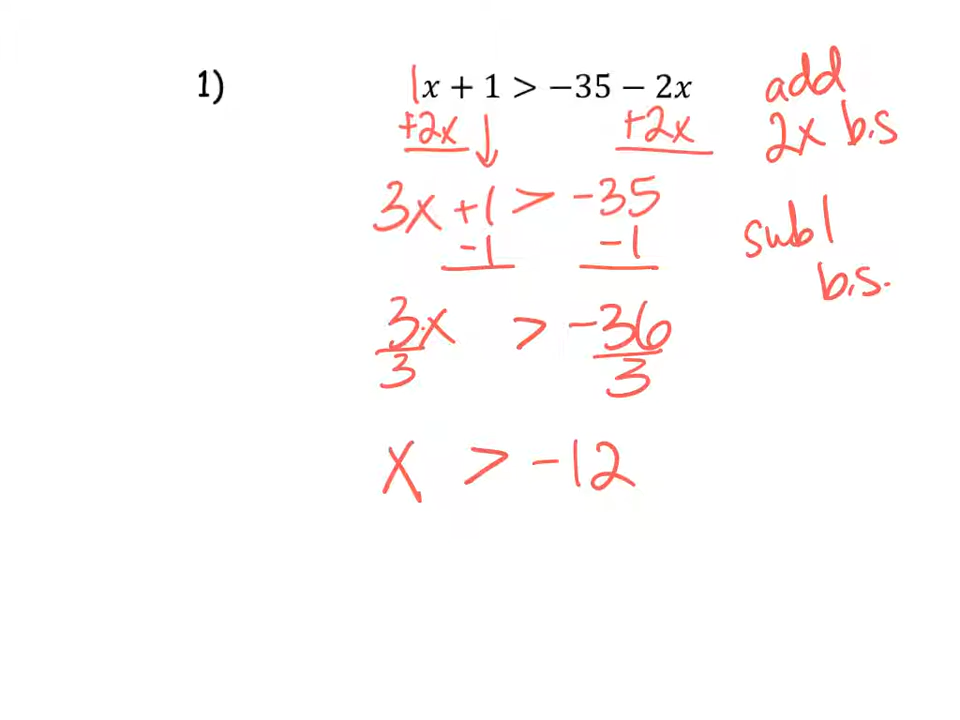 1) 1x + 1 > −35 − 2x add
+2x +2x 2x b.s
3x +1 > -35 sub 1
-1 -1 b.s.
3·x > -36
3 3
x > -12